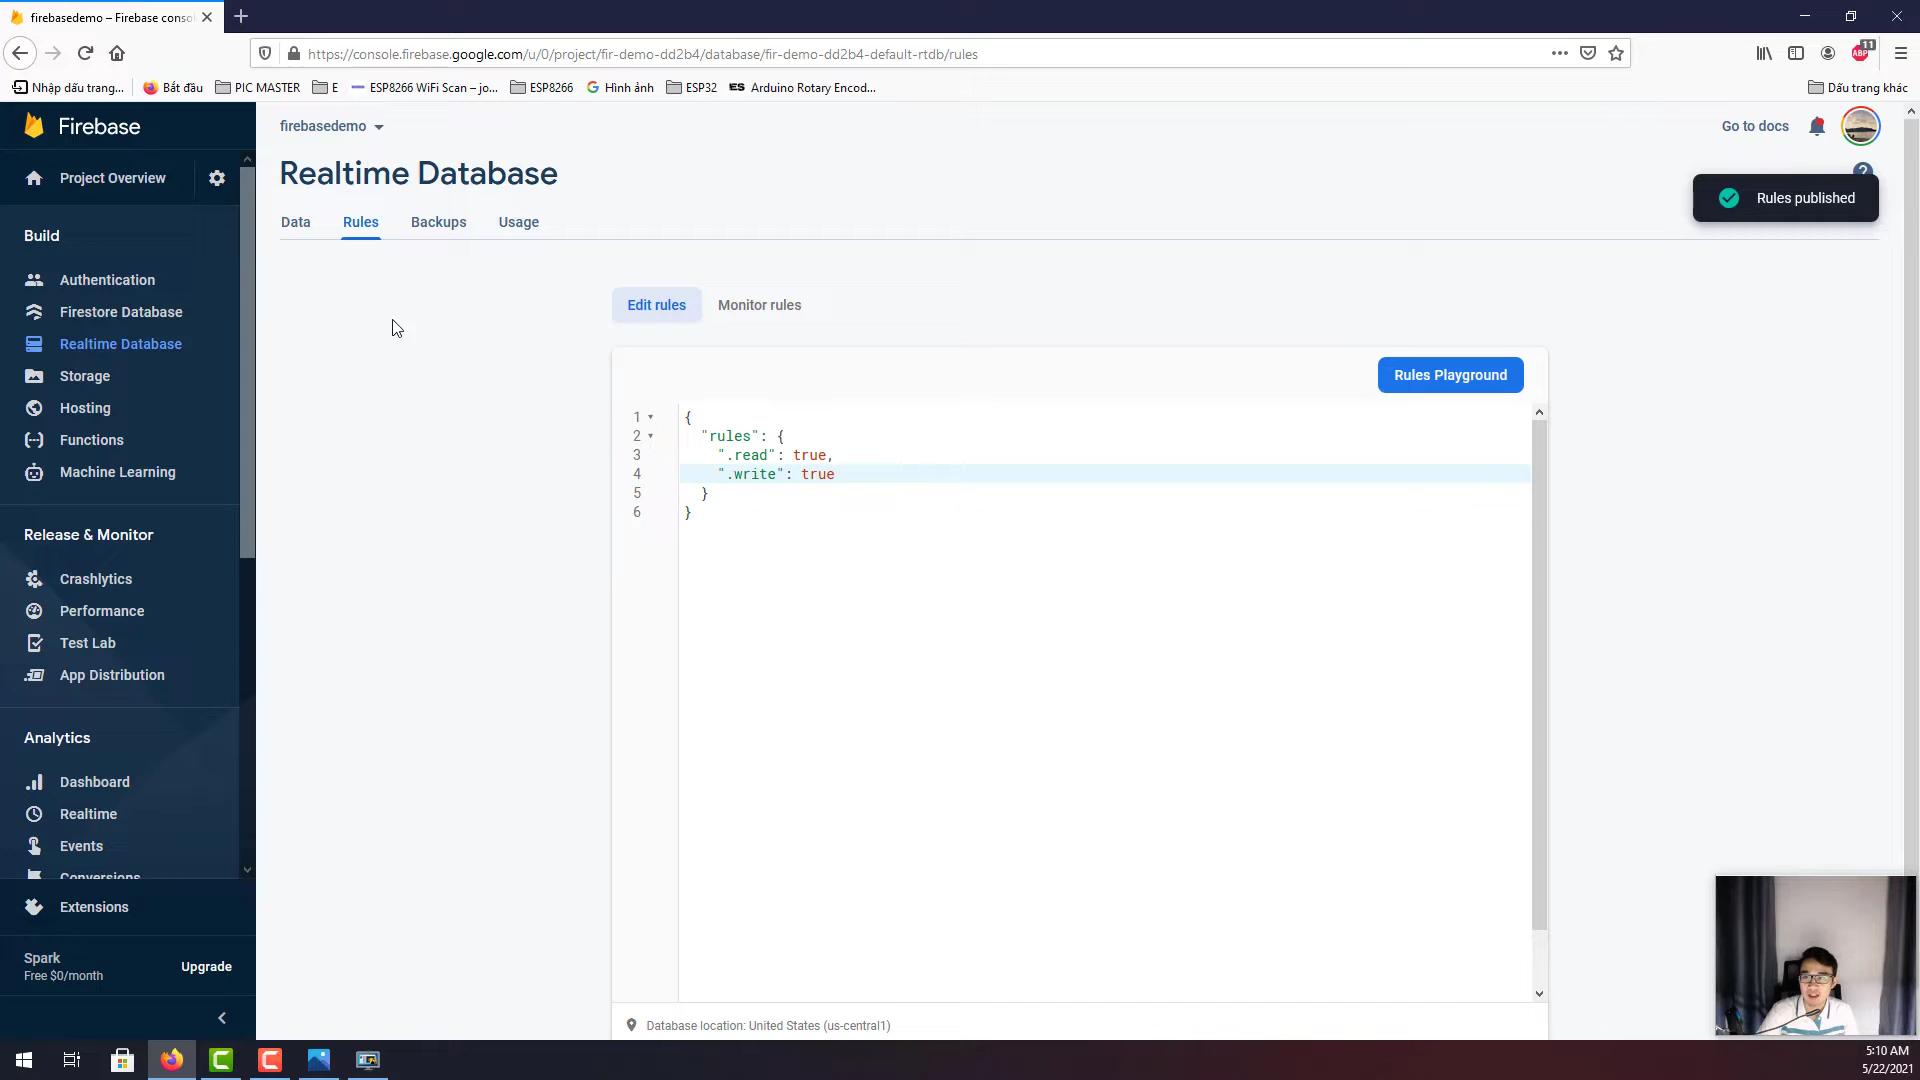 firebasedemo – Firebase conso
https://console.firebase.google.com/u/0/project/fir-demo-dd2b4/database/fir-demo-dd2b4-default-rtdb/rules
11
ABP
Nhập dấu trang...
Bắt đầu
PIC MASTER
E
ESP8266 WiFi Scan – jo...
ESP8266
Hình ảnh
ESP32
ES Arduino Rotary Encod...
Dấu trang khác
Firebase
firebasedemo
Go to docs
Project Overview
Realtime Database
?
Rules published
Data
Rules
Backups
Usage
Build
Authentication
Firestore Database
Realtime Database
Storage
Hosting
Functions
Machine Learning
Release & Monitor
Crashlytics
Performance
Test Lab
App Distribution
Analytics
Dashboard
Realtime
Events
Conversions
Extensions
Spark
Free $0/month
Upgrade
Edit rules
Monitor rules
Rules Playground
1 {
2 "rules": {
3 ".read": true,
4 ".write": true
5 }
6 }
Database location: United States (us-central1)
5:10 AM
5/22/2021